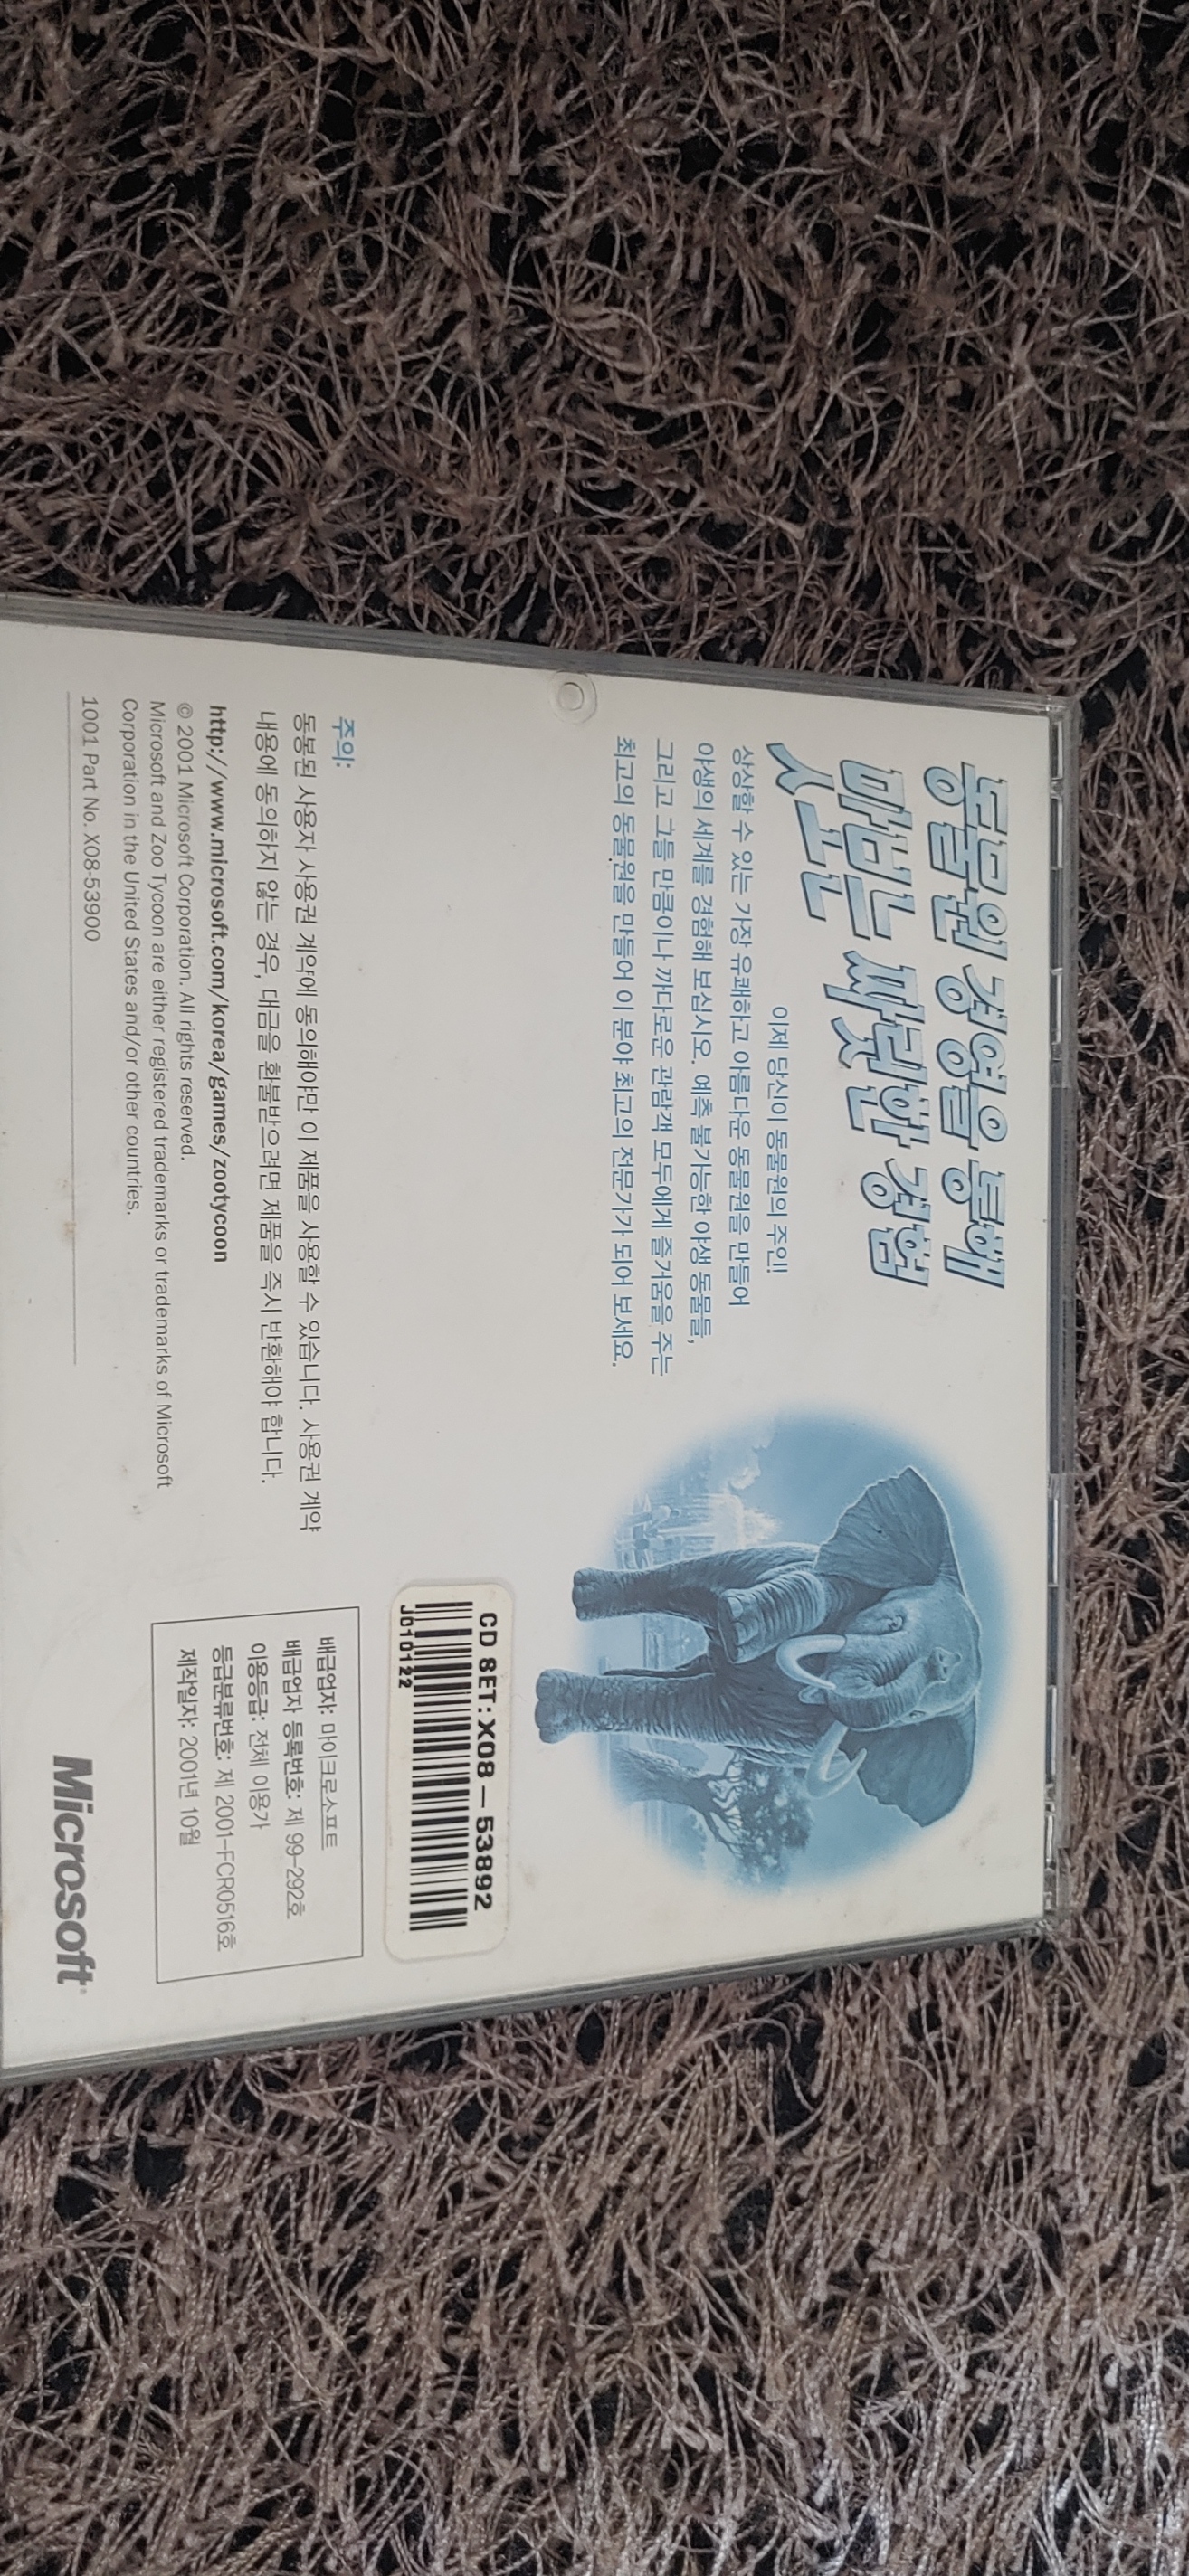 동물원 경영을 통해
맛보는 짜릿한 경험
이제 당신이 동물원의 주인!
상상할 수 있는 가장 유쾌하고 아름다운 동물원을 만들어
야생의 세계를 경험해 보십시오. 예측 불가능한 야생 동물들,
그리고 그들 만큼이나 까다로운 관람객 모두에게 즐거움을 주는
최고의 동물원을 만들어 이 분야 최고의 전문가가 되어 보세요.
CD SET: X08-53892
J010122
주의:
동봉된 사용자 사용권 계약에 동의해야만 이 제품을 사용할 수 있습니다. 사용권 계약
내용에 동의하지 않는 경우, 대금을 환불받으려면 제품을 즉시 반환해야 합니다.
http://www.microsoft.com/korea/games/zootycoon
© 2001 Microsoft Corporation. All rights reserved.
Microsoft and Zoo Tycoon are either registered trademarks or trademarks of Microsoft
Corporation in the United States and/or other countries.
1001 Part No. X08-53900
배급업자: 마이크로소프트
배급업자 등록번호: 제 99-292호
이용등급: 전체 이용가
등급분류번호: 제 2001-FCR0516호
제작일자: 2001년 10월
Microsoft®